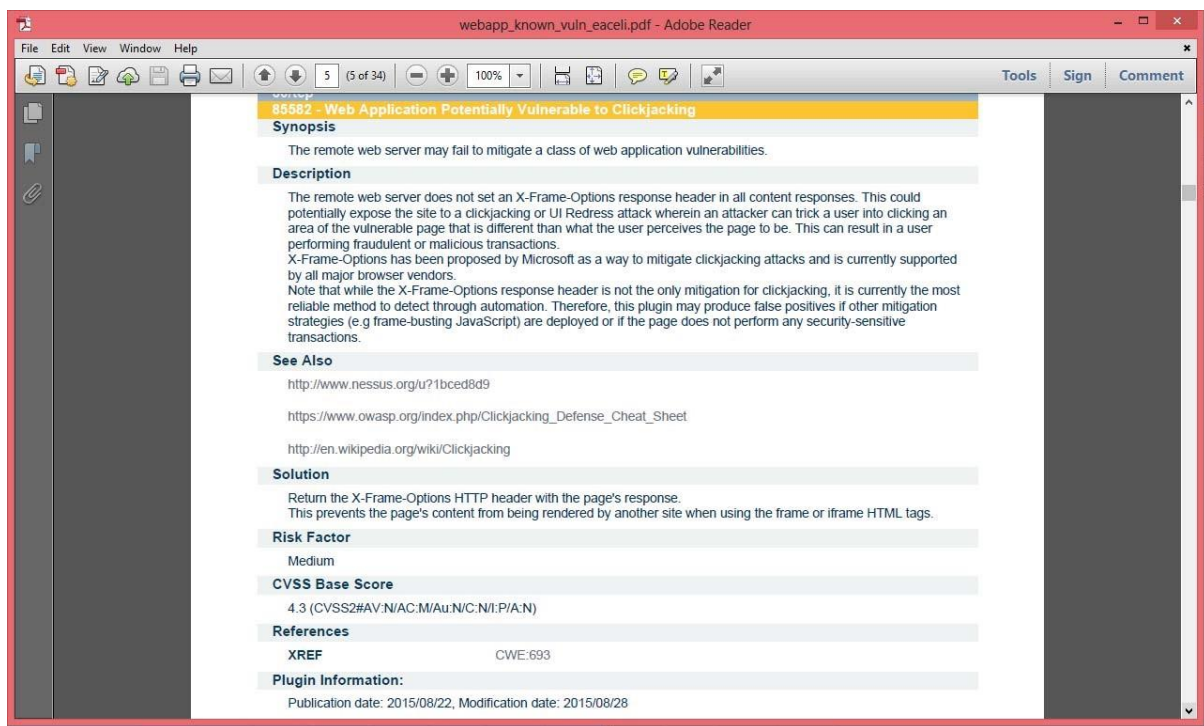 webapp_known_vuln_eaceli.pdf - Adobe Reader
File Edit View Window Help
5 (5 of 34) 100% Tools Sign Comment
85582 - Web Application Potentially Vulnerable to Clickjacking
Synopsis
The remote web server may fail to mitigate a class of web application vulnerabilities.
Description
The remote web server does not set an X-Frame-Options response header in all content responses. This could
potentially expose the site to a clickjacking or UI Redress attack wherein an attacker can trick a user into clicking an
area of the vulnerable page that is different than what the user perceives the page to be. This can result in a user
performing fraudulent or malicious transactions.
X-Frame-Options has been proposed by Microsoft as a way to mitigate clickjacking attacks and is currently supported
by all major browser vendors.
Note that while the X-Frame-Options response header is not the only mitigation for clickjacking, it is currently the most
reliable method to detect through automation. Therefore, this plugin may produce false positives if other mitigation
strategies (e.g frame-busting JavaScript) are deployed or if the page does not perform any security-sensitive
transactions.
See Also
http://www.nessus.org/u?1bced8d9
https://www.owasp.org/index.php/Clickjacking_Defense_Cheat_Sheet
http://en.wikipedia.org/wiki/Clickjacking
Solution
Return the X-Frame-Options HTTP header with the page's response.
This prevents the page's content from being rendered by another site when using the frame or iframe HTML tags.
Risk Factor
Medium
CVSS Base Score
4.3 (CVSS2#AV:N/AC:M/Au:N/C:N/I:P/A:N)
References
XREF CWE:693
Plugin Information:
Publication date: 2015/08/22, Modification date: 2015/08/28